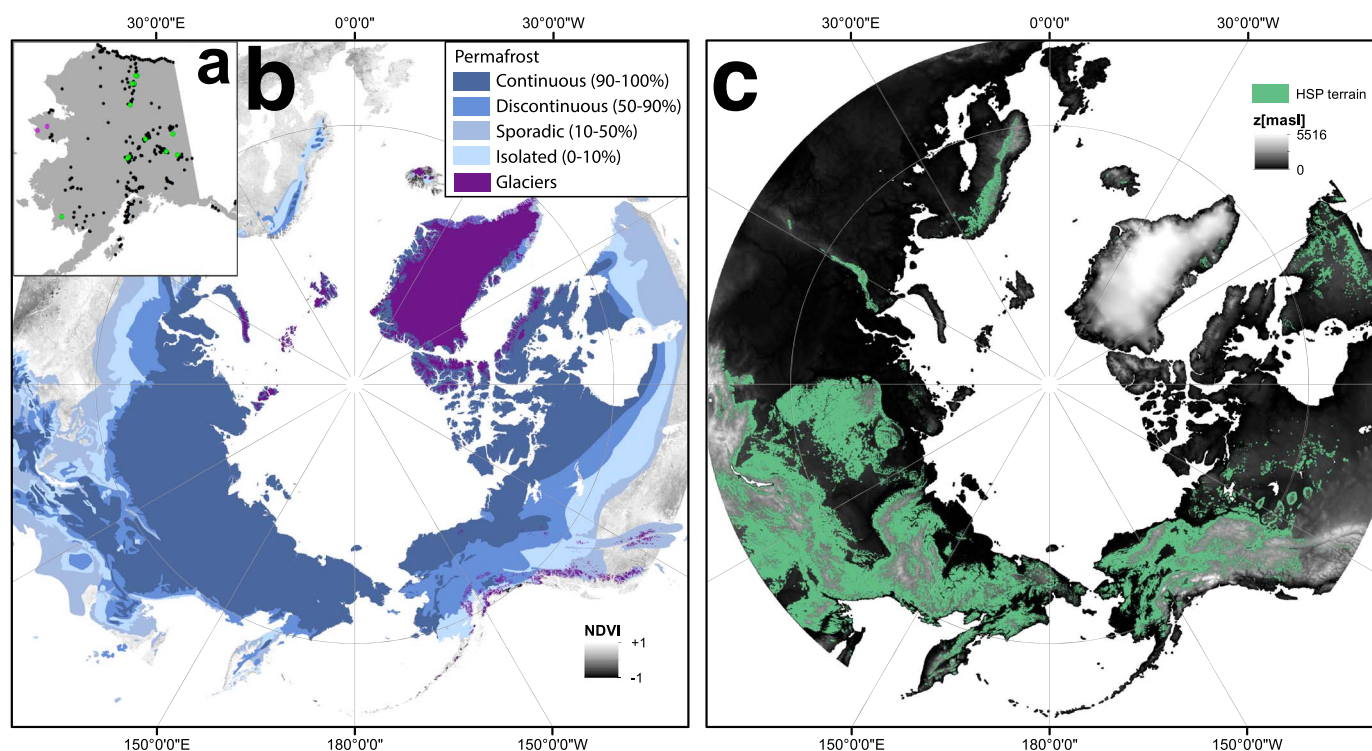 30°0'0"E 0°0'0" 30°0'0"W 30°0'0"E 0°0'0" 30°0'0"W
a
b
Permafrost
Continuous (90-100%)
Discontinuous (50-90%)
Sporadic (10-50%)
Isolated (0-10%)
Glaciers
NDVI
+1
-1
c
HSP terrain
z[masl]
5516
0
150°0'0"E 180°0'0" 150°0'0"W 150°0'0"E 180°0'0" 150°0'0"W